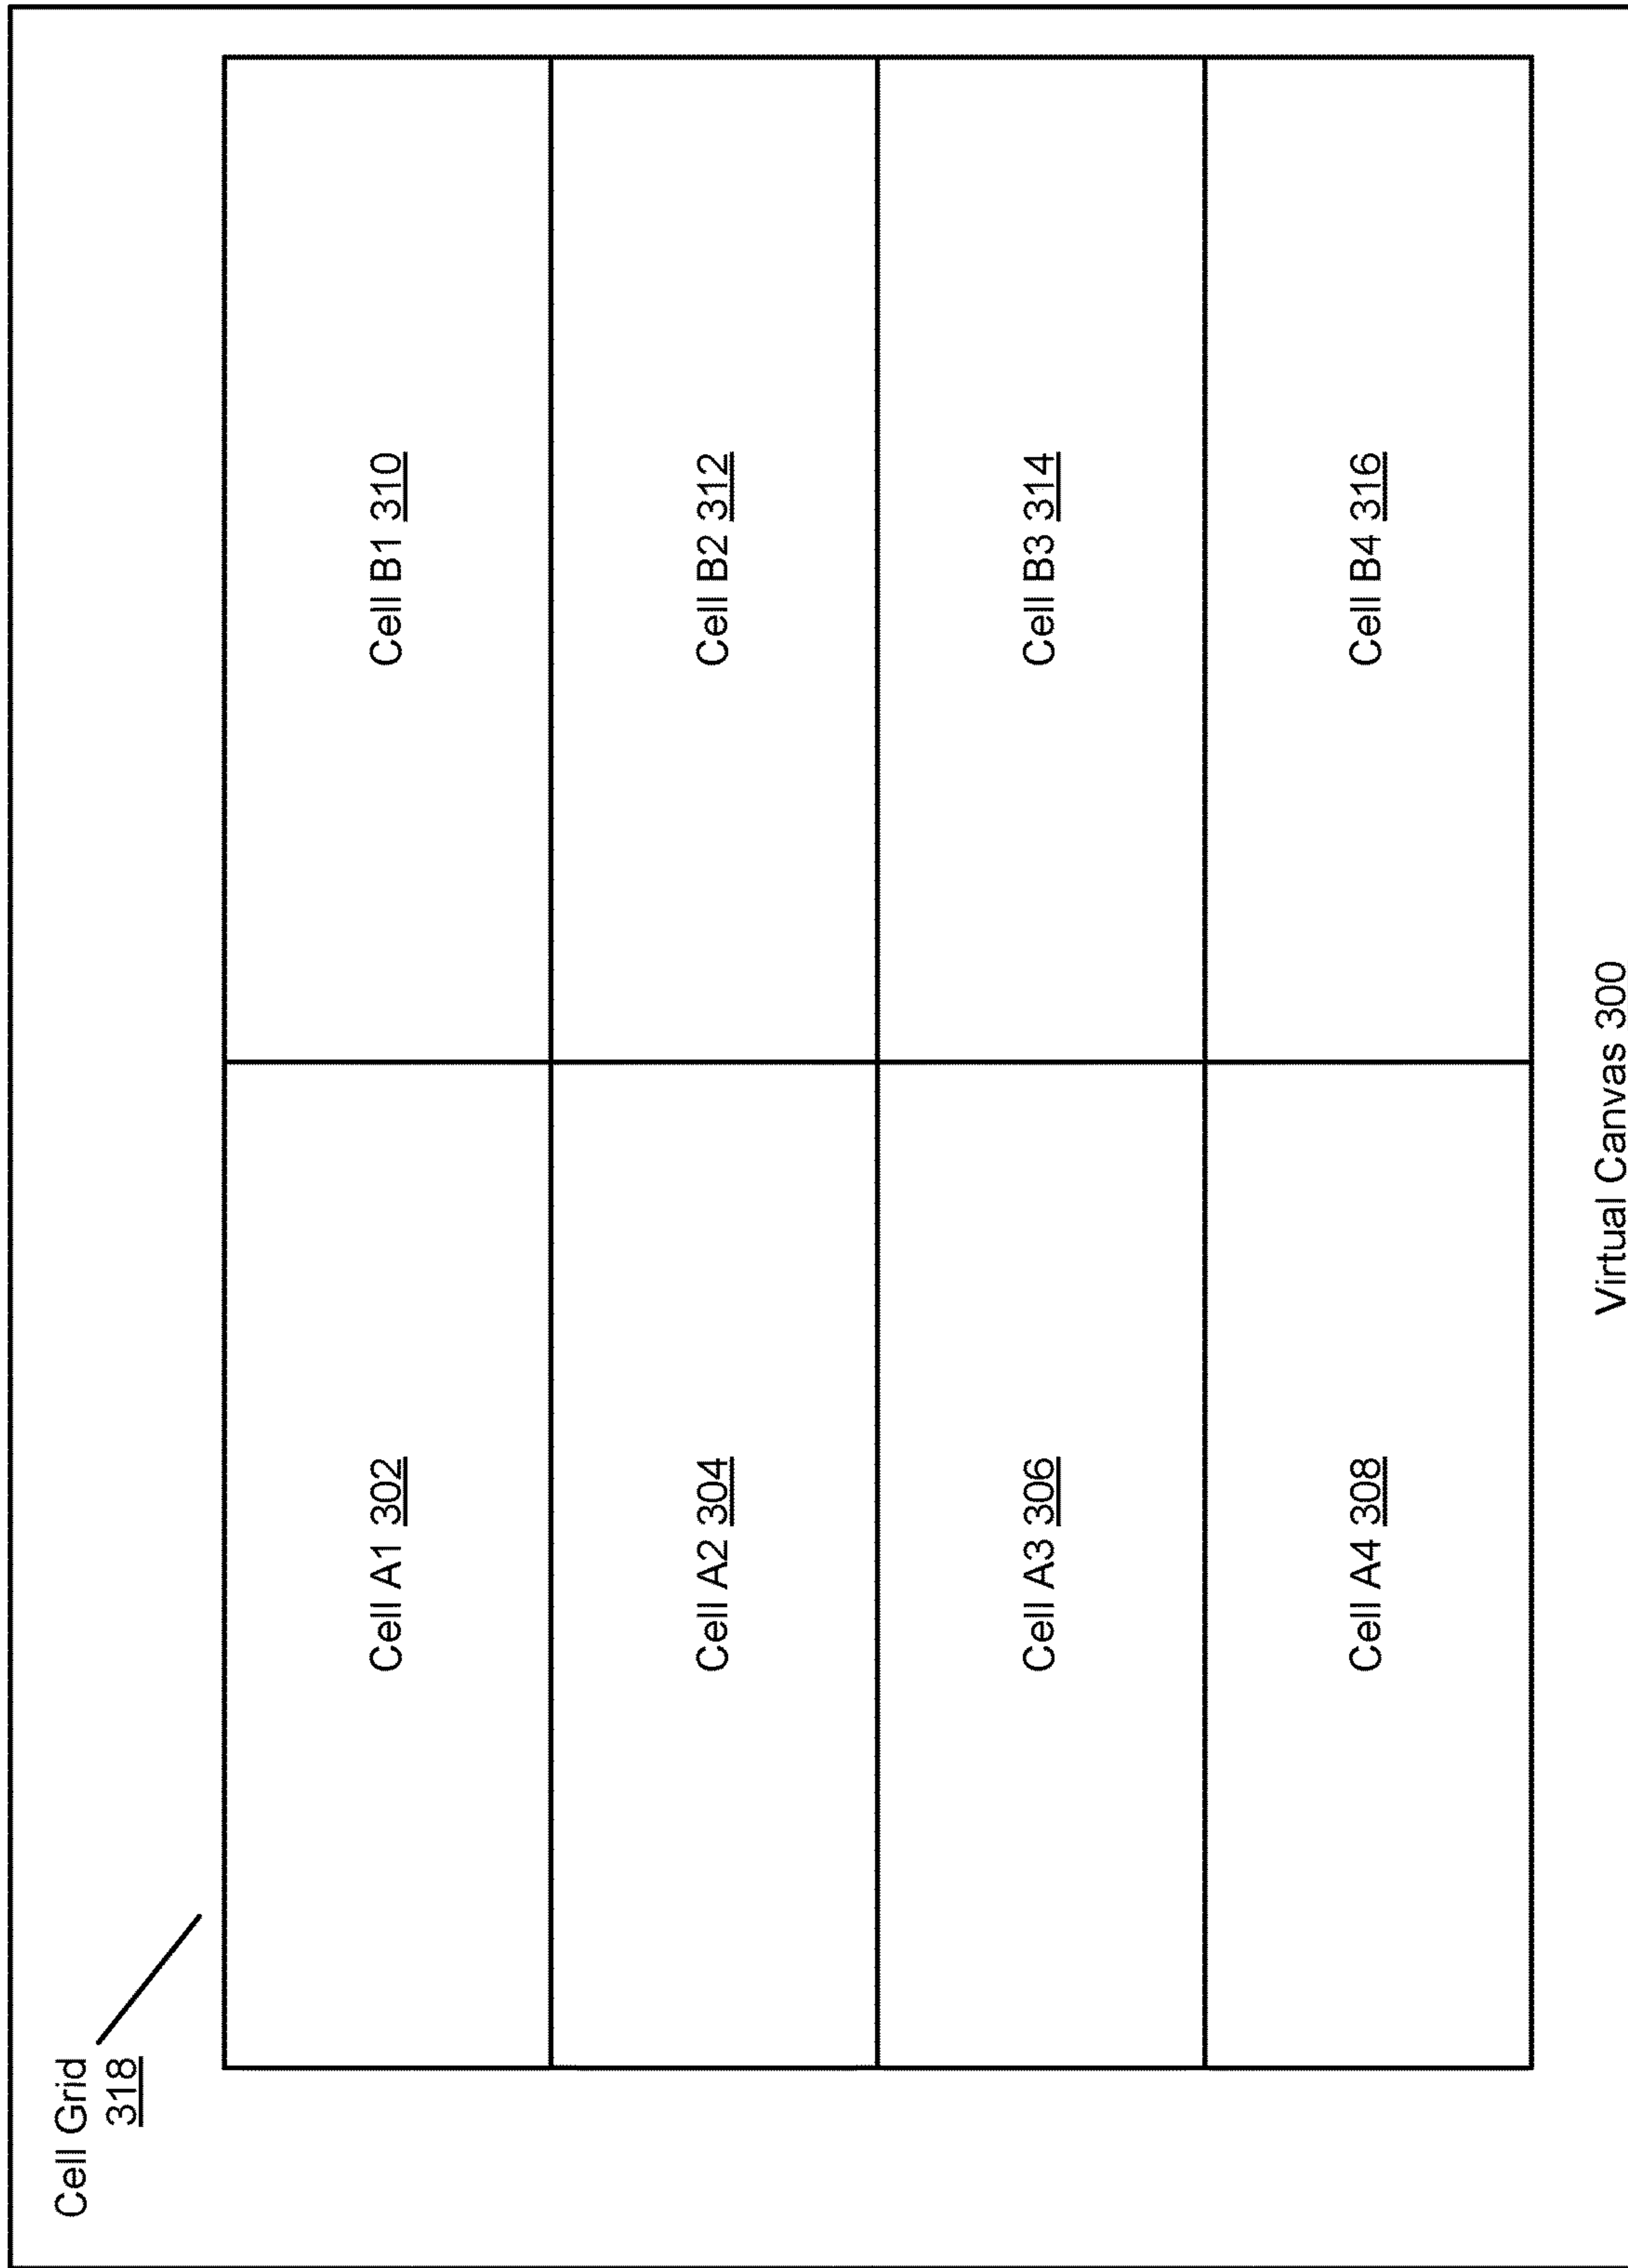 Cell Grid
318
Cell A1 302
Cell B1 310
Cell A2 304
Cell B2 312
Cell A3 306
Cell B3 314
Cell A4 308
Cell B4 316
Virtual Canvas 300